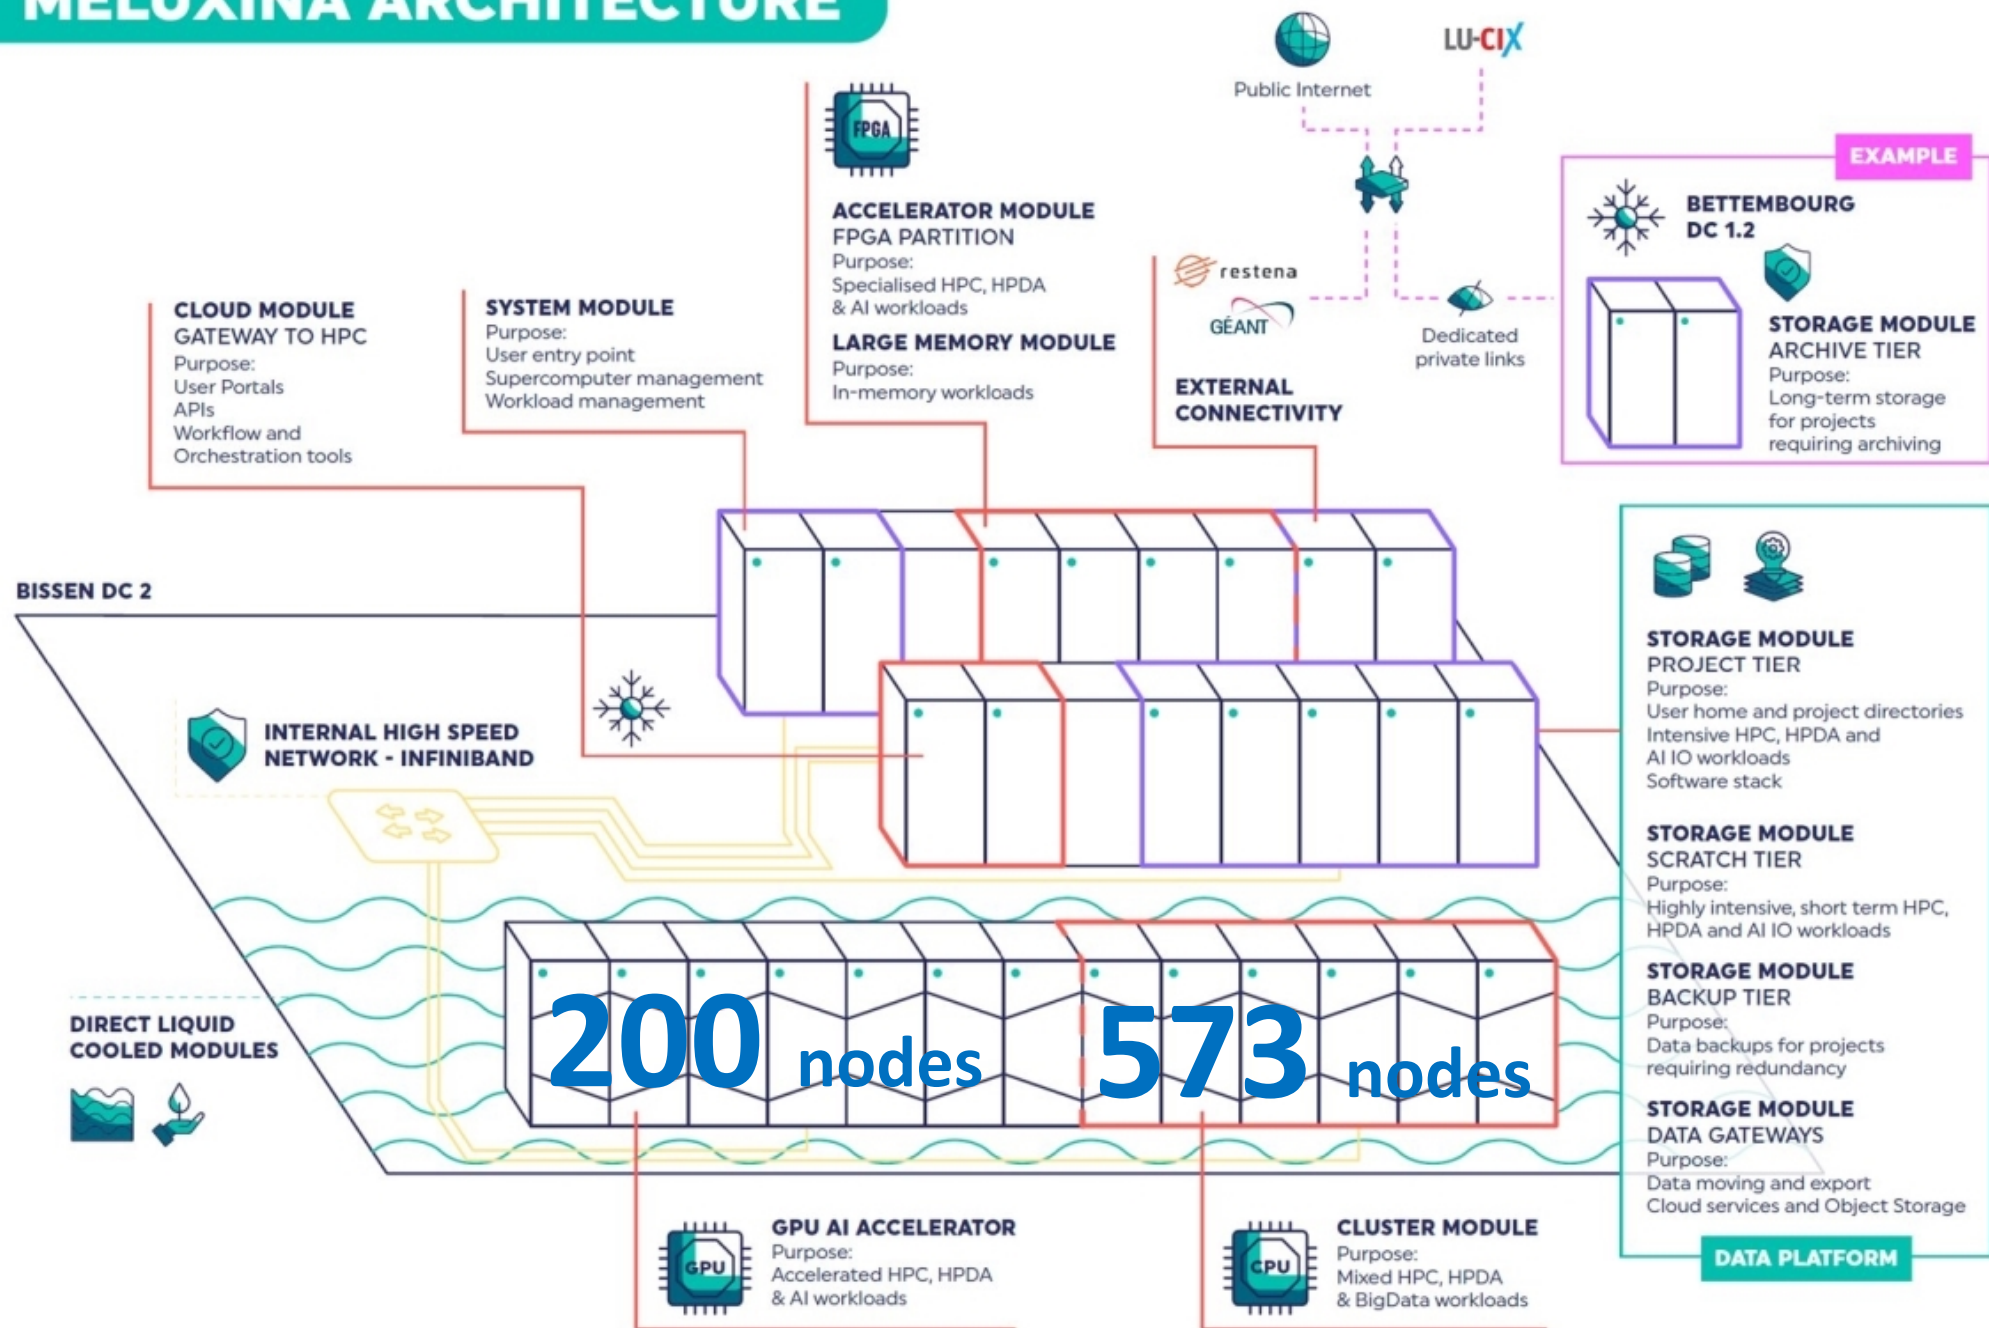 MELUXINA ARCHITECTURE
Public Internet
LU-CIX
FPGA
ACCELERATOR MODULE
FPGA PARTITION
Purpose:
Specialised HPC, HPDA
& AI workloads
LARGE MEMORY MODULE
Purpose:
In-memory workloads
CLOUD MODULE
GATEWAY TO HPC
Purpose:
User Portals
APIs
Workflow and
Orchestration tools
SYSTEM MODULE
Purpose:
User entry point
Supercomputer management
Workload management
restena
GÉANT
EXTERNAL
CONNECTIVITY
Dedicated
private links
EXAMPLE
BETTEMBOURG
DC 1.2
STORAGE MODULE
ARCHIVE TIER
Purpose:
Long-term storage
for projects
requiring archiving
BISSEN DC 2
INTERNAL HIGH SPEED
NETWORK - INFINIBAND
DIRECT LIQUID
COOLED MODULES
200 nodes
573 nodes
STORAGE MODULE
PROJECT TIER
Purpose:
User home and project directories
Intensive HPC, HPDA and
AI IO workloads
Software stack
STORAGE MODULE
SCRATCH TIER
Purpose:
Highly intensive, short term HPC,
HPDA and AI IO workloads
STORAGE MODULE
BACKUP TIER
Purpose:
Data backups for projects
requiring redundancy
STORAGE MODULE
DATA GATEWAYS
Purpose:
Data moving and export
Cloud services and Object Storage
DATA PLATFORM
GPU
GPU AI ACCELERATOR
Purpose:
Accelerated HPC, HPDA
& AI workloads
CPU
CLUSTER MODULE
Purpose:
Mixed HPC, HPDA
& BigData workloads